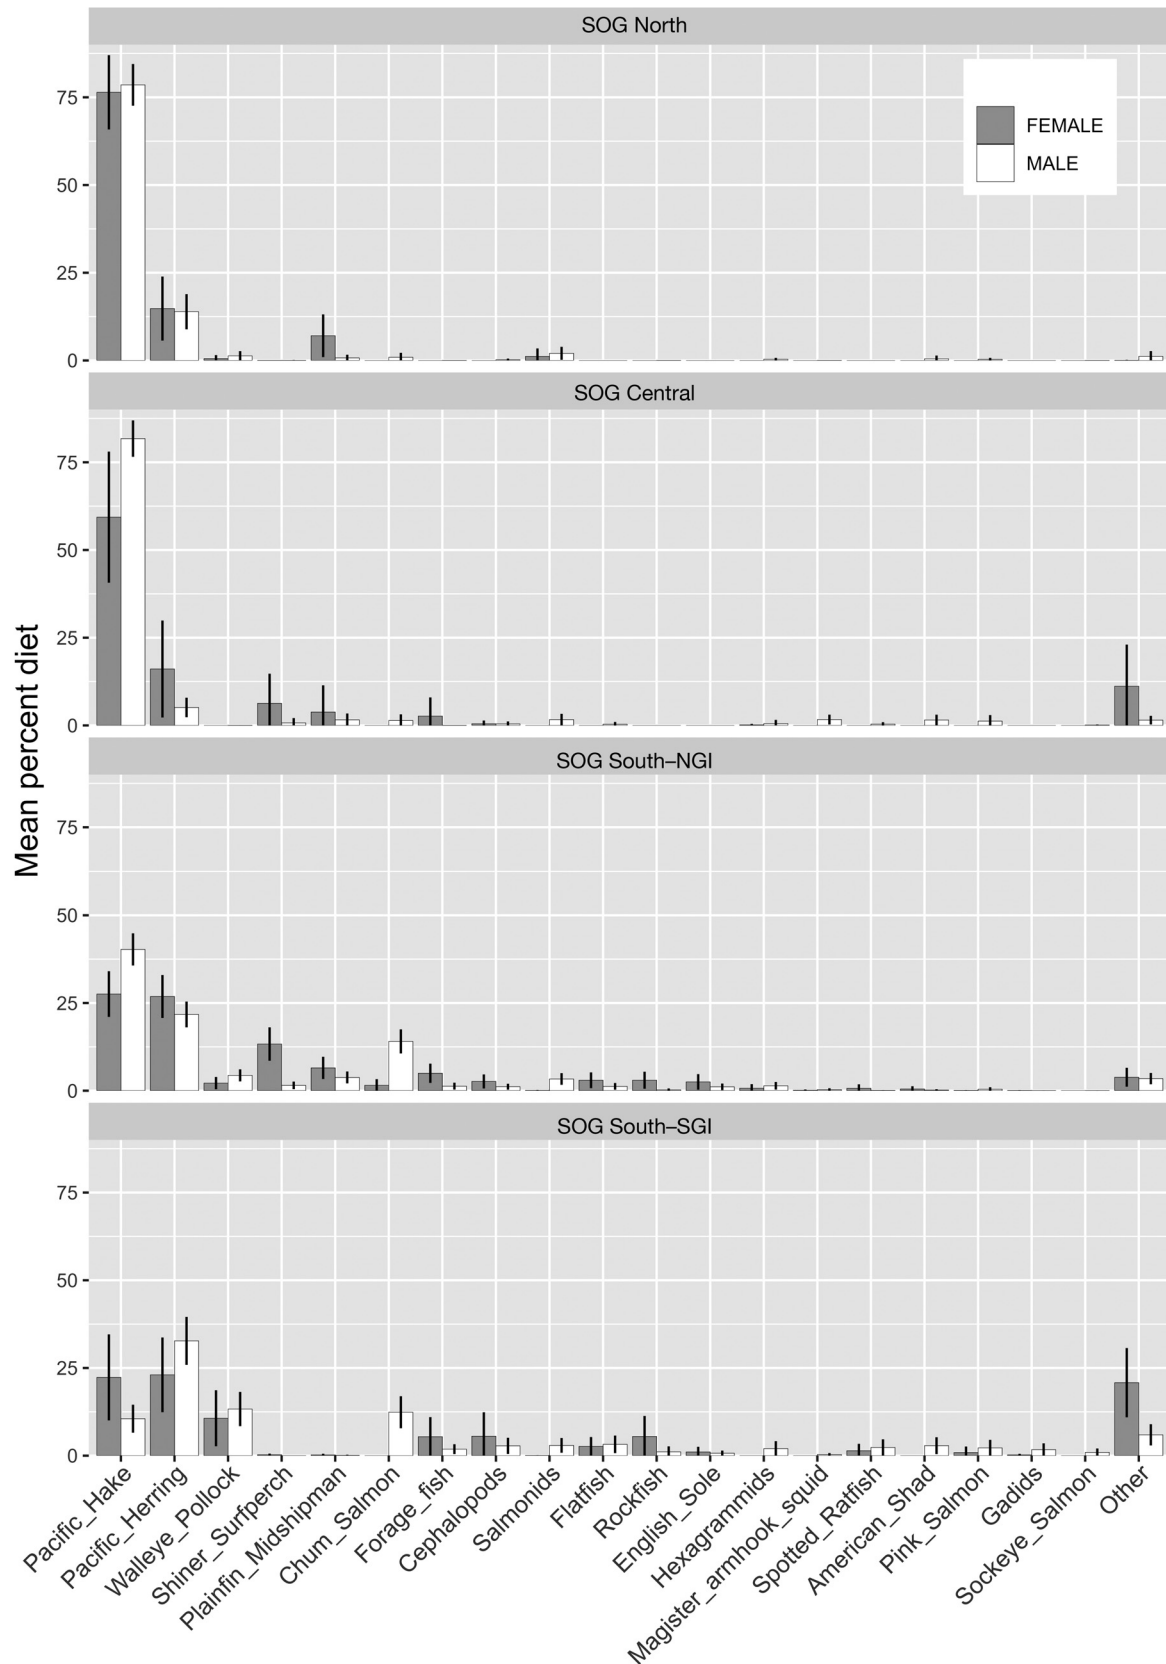 SOG North
75
50
25
0
FEMALE
MALE
SOG Central
75
50
25
0
Mean percent diet
SOG South–NGI
75
50
25
0
SOG South–SGI
75
50
25
0
Pacific_Hake
Pacific_Herring
Walleye_Pollock
Shiner_Surfperch
Plainfin_Midshipman
Chum_Salmon
Forage_fish
Cephalopods
Salmonids
Flatfish
Rockfish
English_Sole
Hexagrammids
Magister_armhook_squid
Spotted_Ratfish
American_Shad
Pink_Salmon
Gadids
Sockeye_Salmon
Other